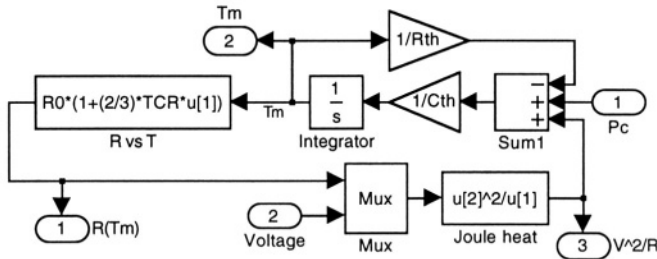 Tm
2
1/Rth
R0*(1+(2/3)*TCR*u[1])
R vs T
Tm
1
s
Integrator
1/Cth
−
+
+
Sum1
1
Pc
1
R(Tm)
2
Voltage
Mux
Mux
u[2]^2/u[1]
Joule heat
3
V^2/R